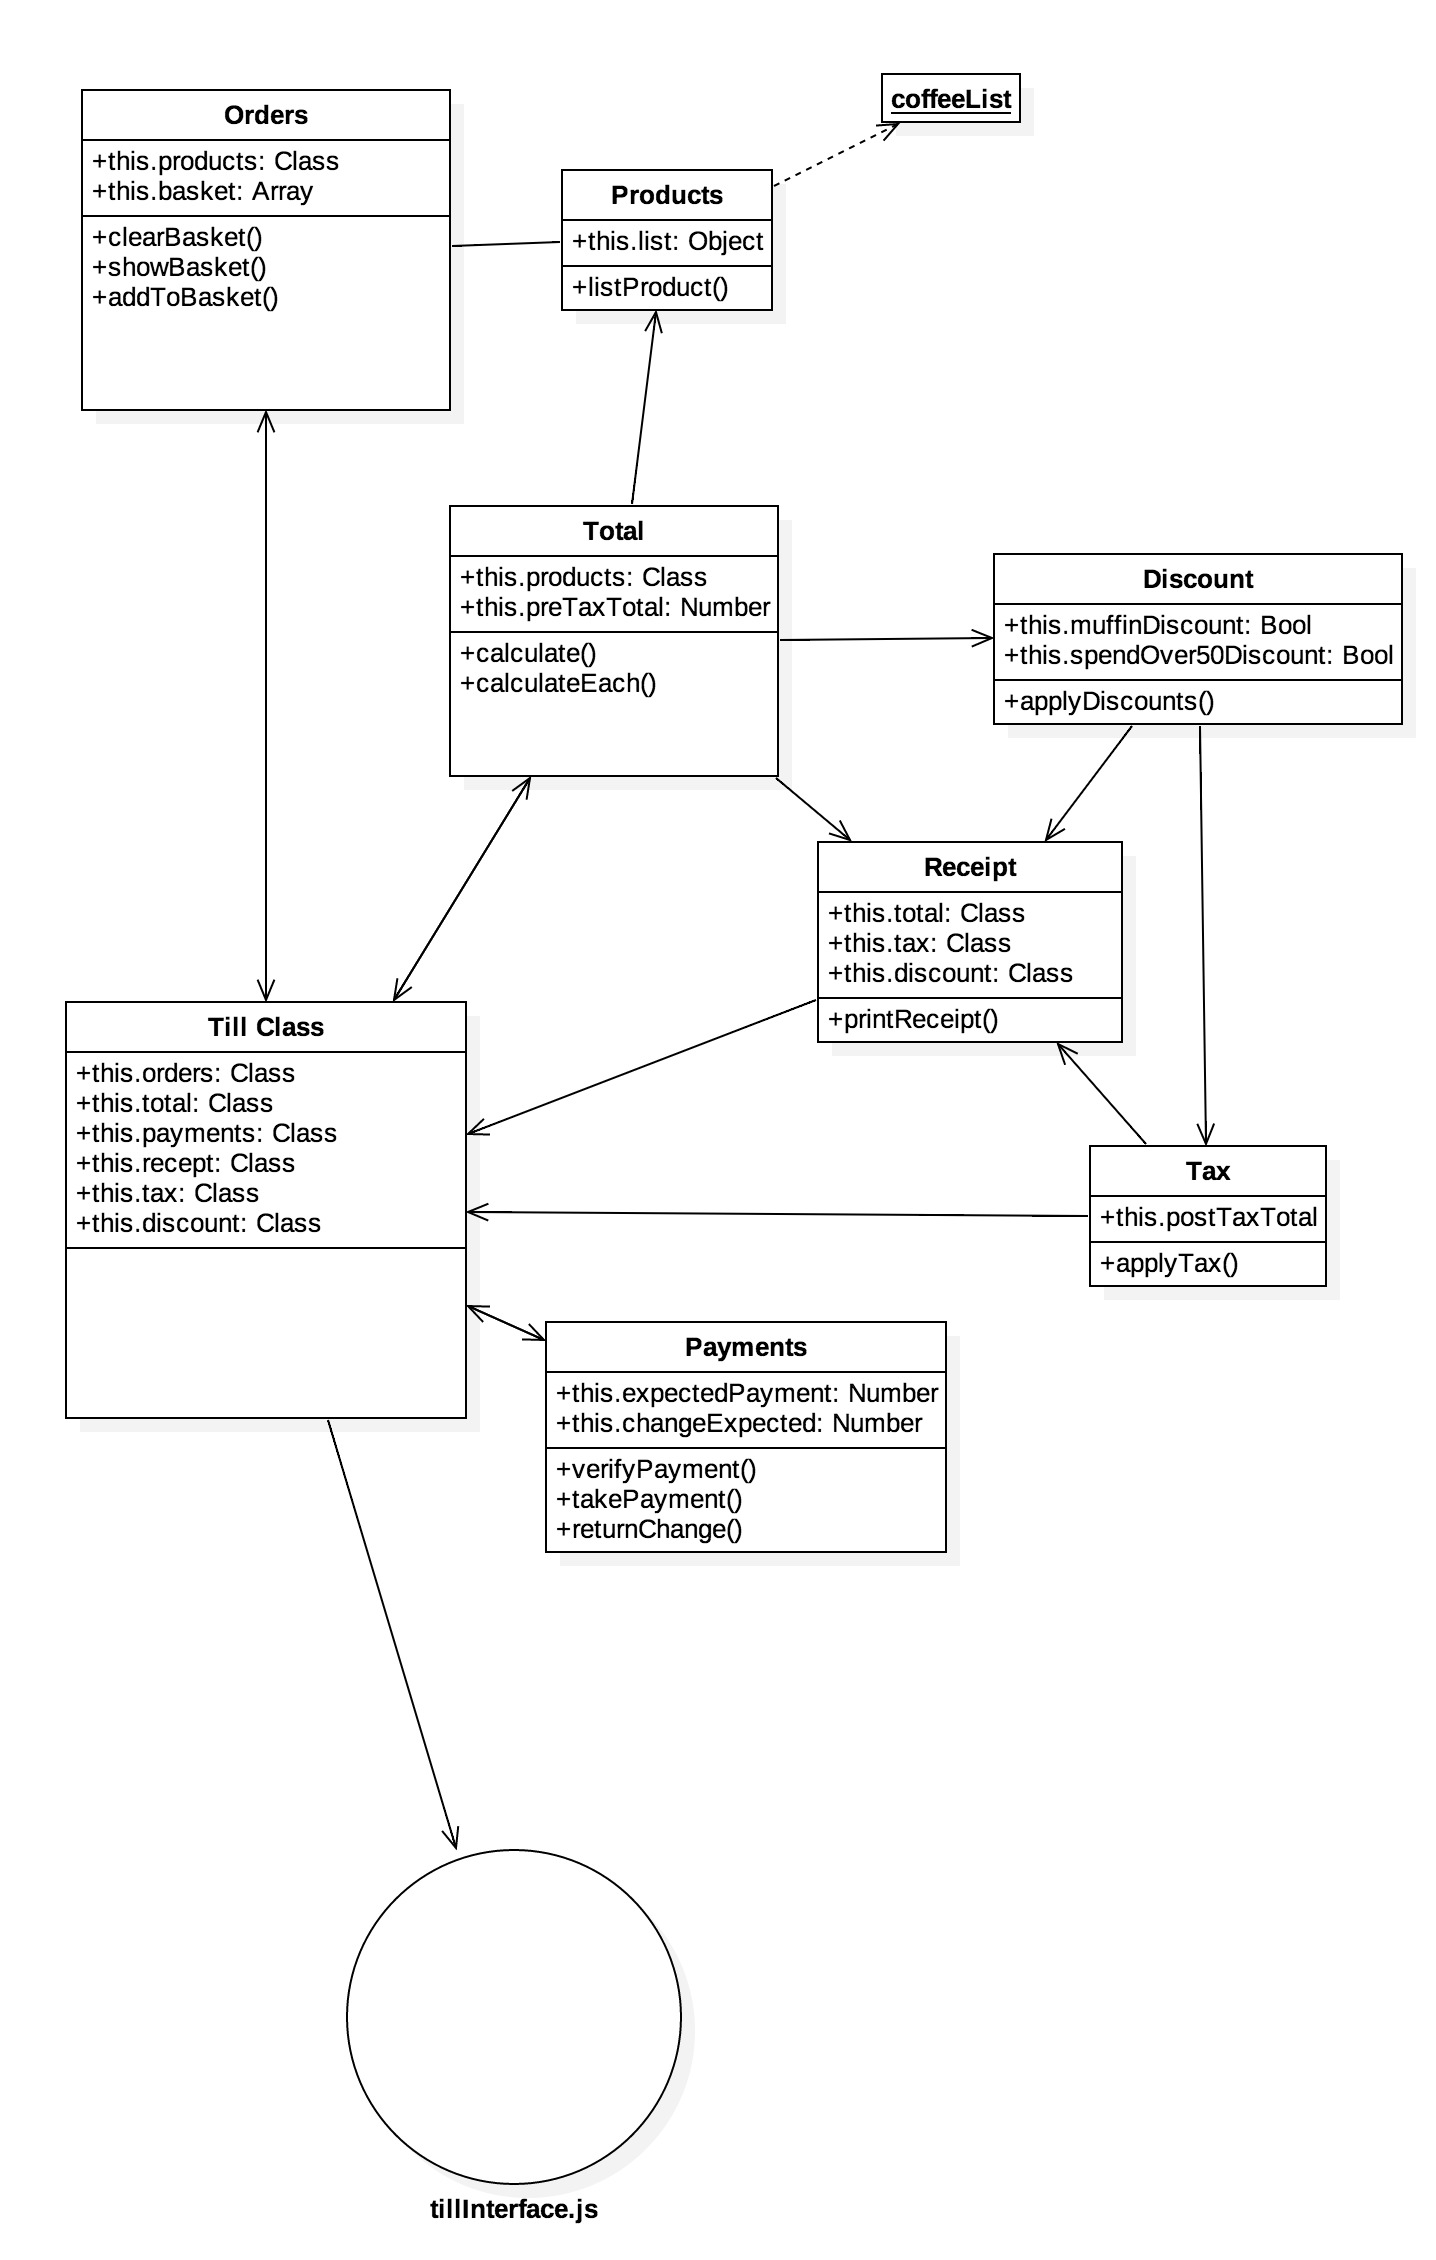 coffeeList
Orders
+this.products: Class
+this.basket: Array
+clearBasket()
+showBasket()
+addToBasket()
Products
+this.list: Object
+listProduct()
Total
+this.products: Class
+this.preTaxTotal: Number
+calculate()
+calculateEach()
Discount
+this.muffinDiscount: Bool
+this.spendOver50Discount: Bool
+applyDiscounts()
Receipt
+this.total: Class
+this.tax: Class
+this.discount: Class
+printReceipt()
Till Class
+this.orders: Class
+this.total: Class
+this.payments: Class
+this.recept: Class
+this.tax: Class
+this.discount: Class
Tax
+this.postTaxTotal
+applyTax()
Payments
+this.expectedPayment: Number
+this.changeExpected: Number
+verifyPayment()
+takePayment()
+returnChange()
tillInterface.js